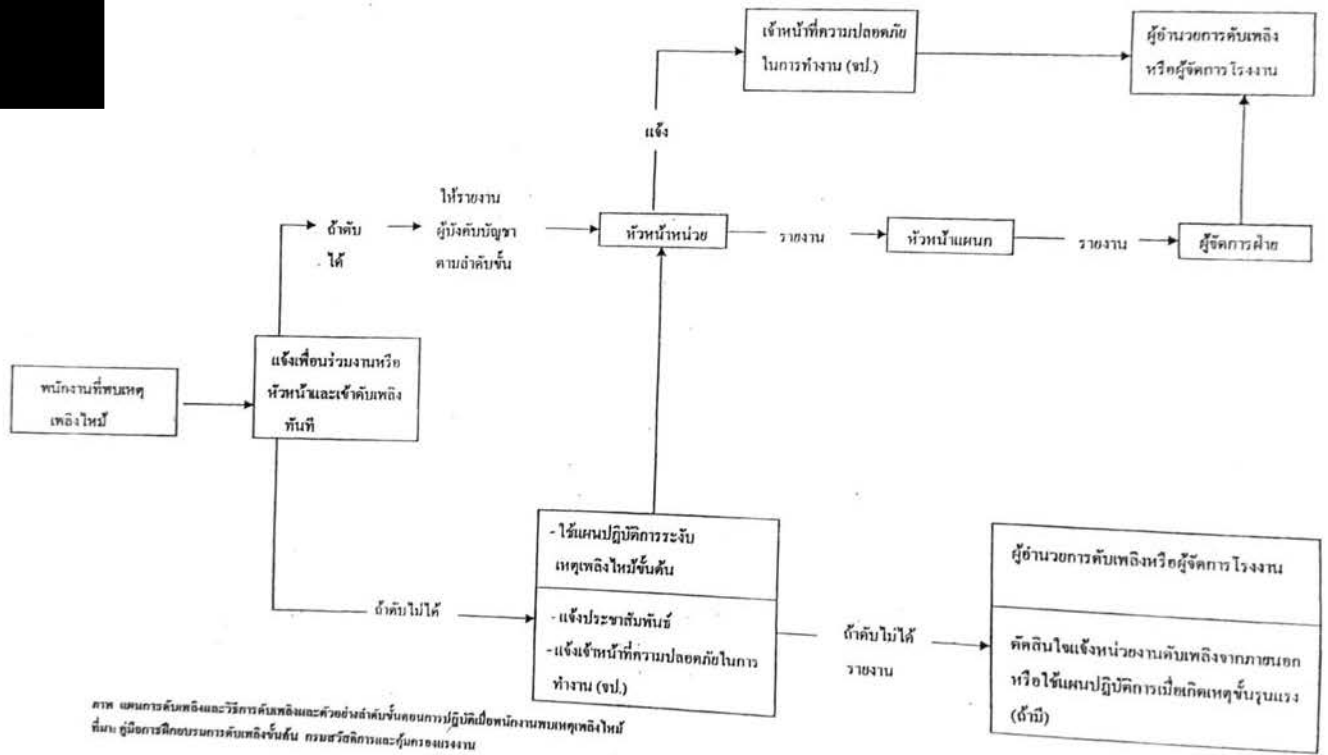 เจ้าหน้าที่ความปลอดภัย
ในการทำงาน (จป.)
ผู้อำนวยการดับเพลิง
หรือผู้จัดการโรงงาน
แจ้ง
ถ้าดับ
ได้
ให้รายงาน
ผู้บังคับบัญชา
ตามลำดับชั้น
หัวหน้าหน่วย
รายงาน
หัวหน้าแผนก
รายงาน
ผู้จัดการฝ่าย
พนักงานที่พบเหตุ
เพลิงไหม้
แจ้งเพื่อนร่วมงานหรือ
หัวหน้าและเข้าดับเพลิง
ทันที
ถ้าดับไม่ได้
- ใช้แผนปฏิบัติการระงับ
เหตุเพลิงไหม้ขั้นต้น
- แจ้งประชาสัมพันธ์
- แจ้งเจ้าหน้าที่ความปลอดภัยในการ
ทำงาน (จป.)
ถ้าดับไม่ได้
รายงาน
ผู้อำนวยการดับเพลิงหรือผู้จัดการโรงงาน
ตัดสินใจแจ้งหน่วยงานดับเพลิงจากภายนอก
หรือใช้แผนปฏิบัติการเมื่อเกิดเหตุขั้นรุนแรง
(ถ้ามี)
ภาพ แผนการดับเพลิงและวิธีการดับเพลิงและตัวอย่างลำดับขั้นตอนการปฏิบัติเมื่อพนักงานพบเหตุเพลิงไหม้
ที่มา: คู่มือการฝึกอบรมการดับเพลิงขั้นต้น กรมสวัสดิการและคุ้มครองแรงงาน